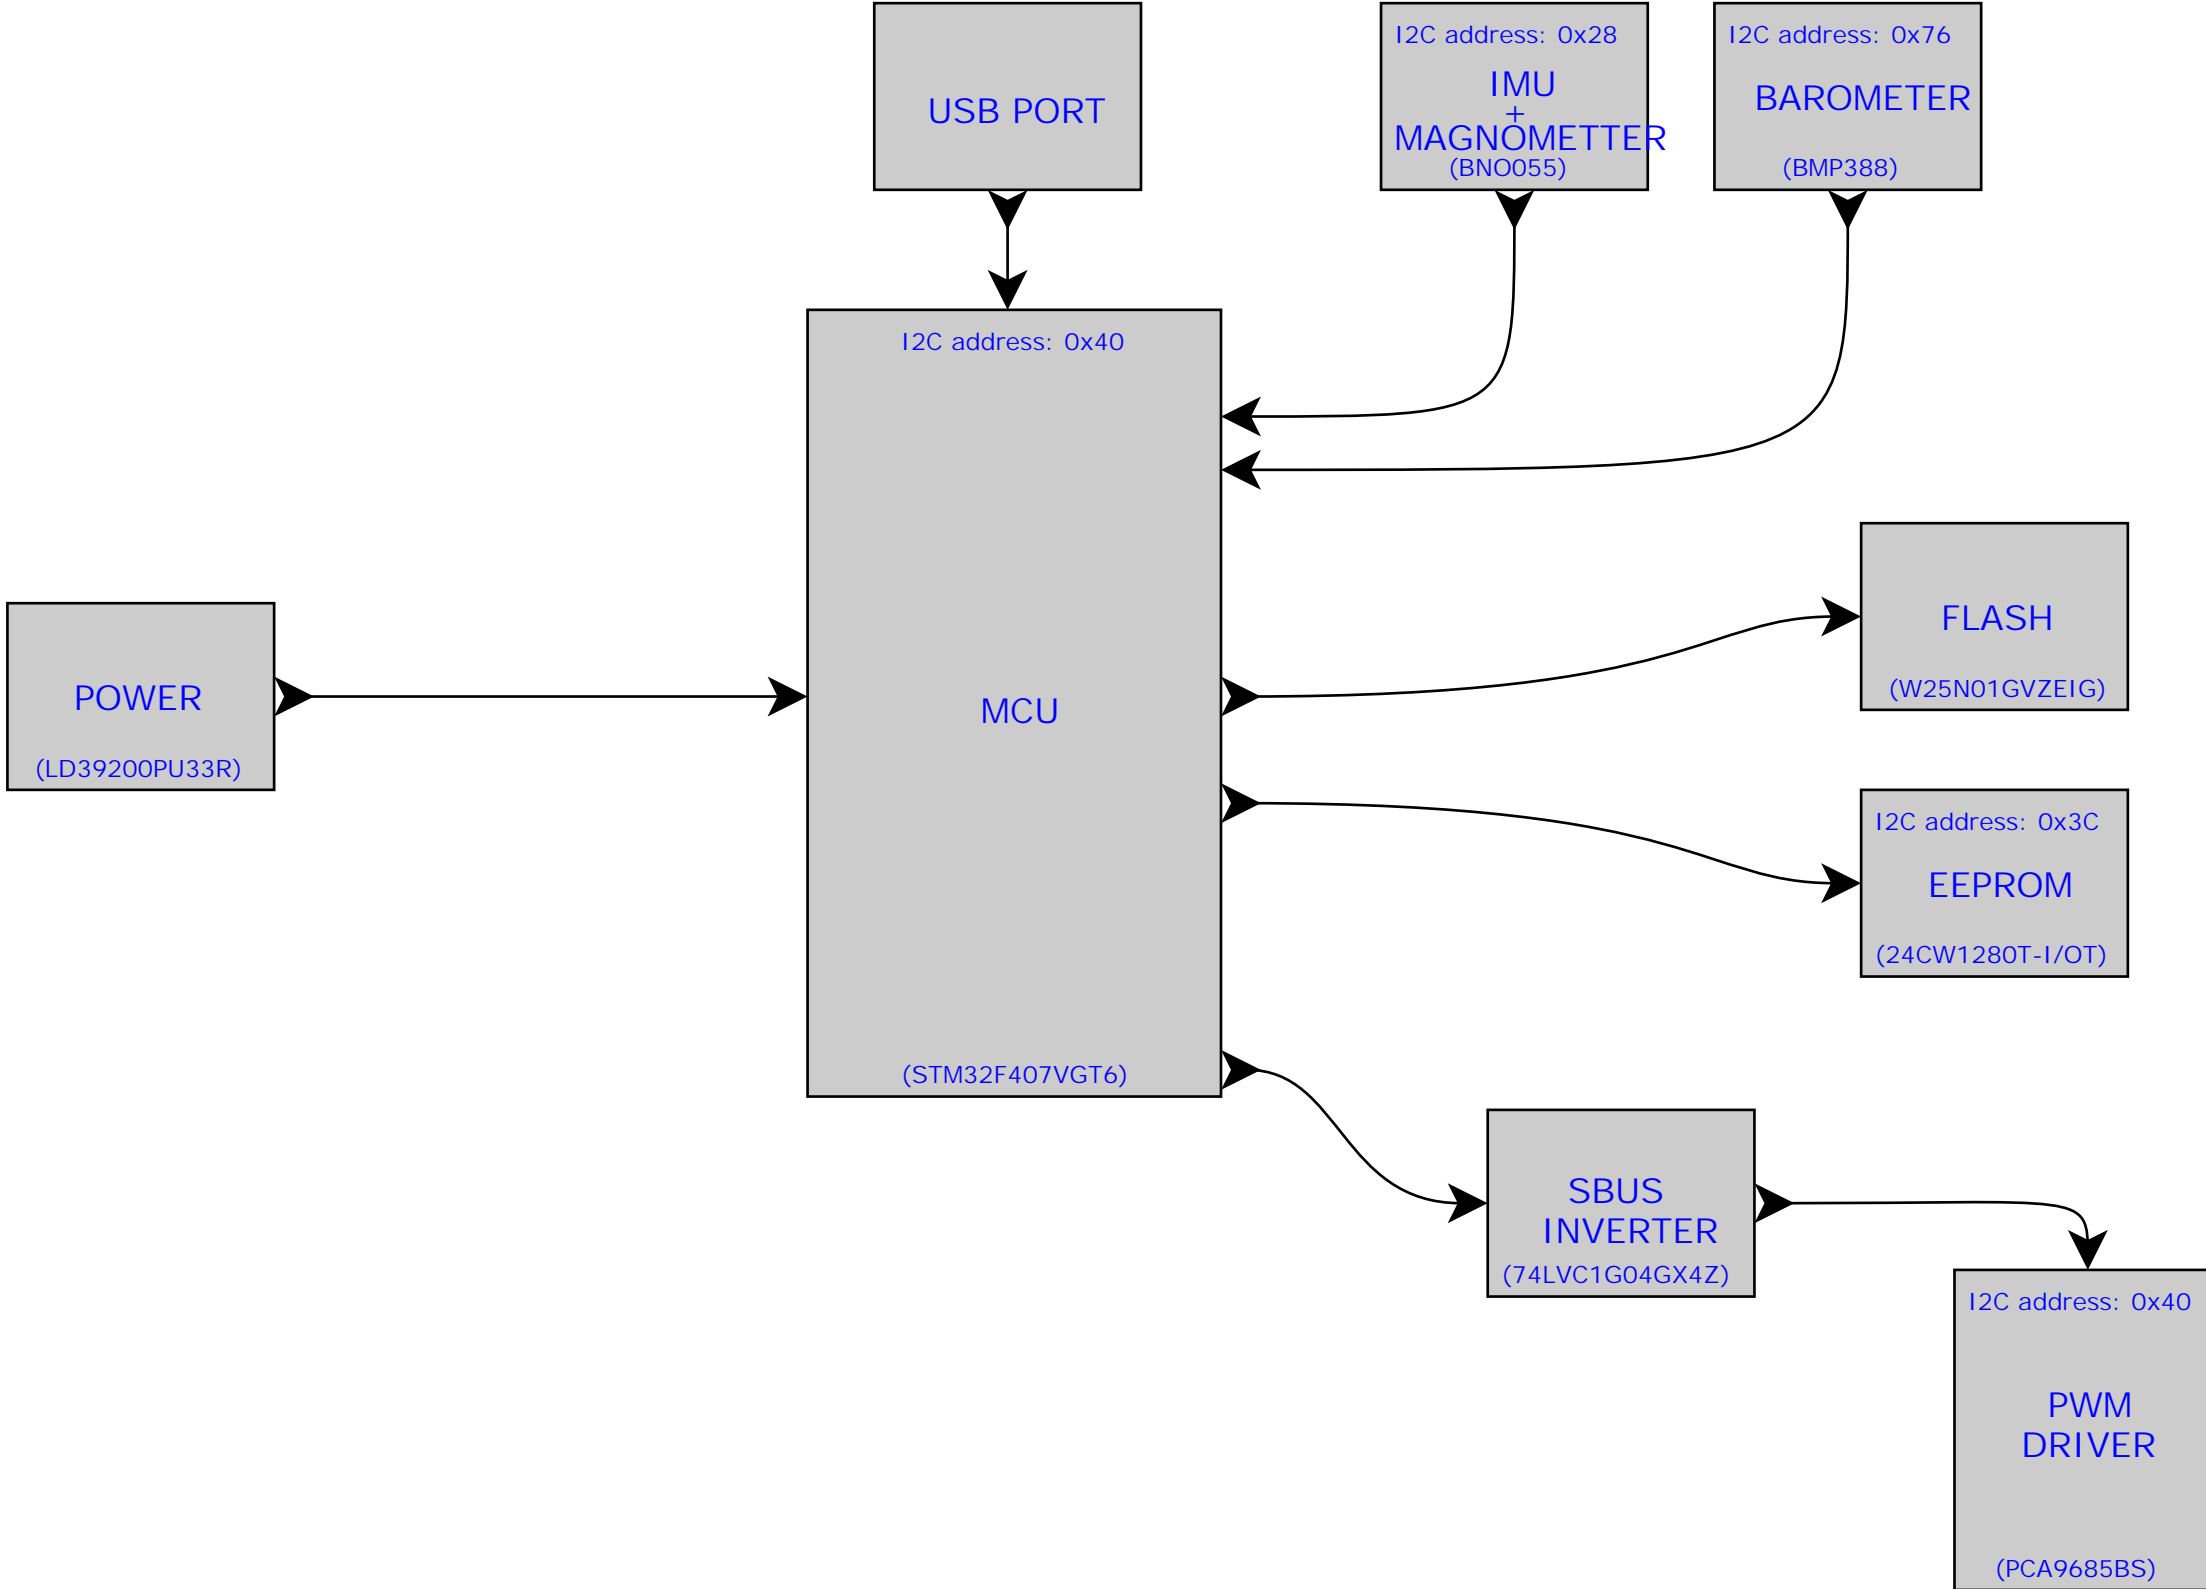 USB PORT
I2C address: 0x28
IMU
+
MAGNOMETTER
(BNO055)
I2C address: 0x76
BAROMETER
(BMP388)
I2C address: 0x40
MCU
(STM32F407VGT6)
POWER
(LD39200PU33R)
FLASH
(W25N01GVZEIG)
I2C address: 0x3C
EEPROM
(24CW1280T-I/OT)
SBUS
INVERTER
(74LVC1G04GX4Z)
I2C address: 0x40
PWM
DRIVER
(PCA9685BS)